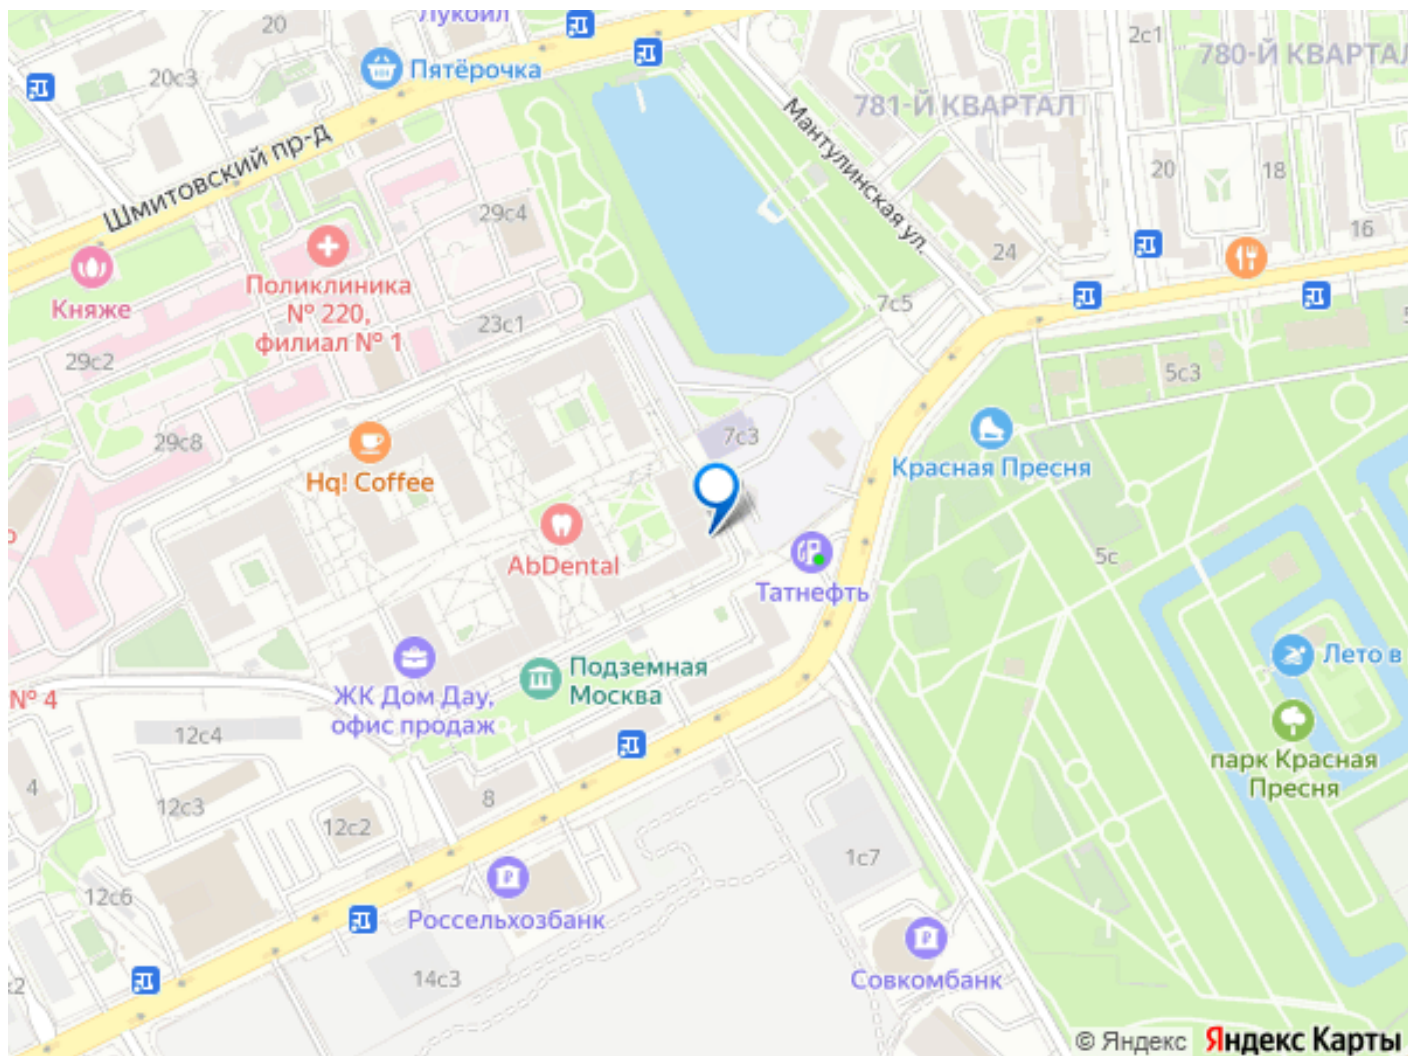 Лукойл
20
2с1
780-Й КВАРТАЛ
20с3
Пятёрочка
781-Й КВАРТАЛ
Мантулинская ул.
Шмитовский пр-д
20
18
29с4
16
24
Поликлиника
№ 220,
филиал № 1
Княже
7с5
23с1
29с2
5с3
29с8
7с3
Красная Пресня
Hq! Coffee
AbDental
5с
Татнефть
Подземная
Москва
Лето в
№ 4
ЖК Дом Дау,
офис продаж
12с4
парк Красная
Пресня
4
8
12с3
12с2
1с7
12с6
Россельхозбанк
14с3
Совкомбанк
© Яндекс
Яндекс Карты